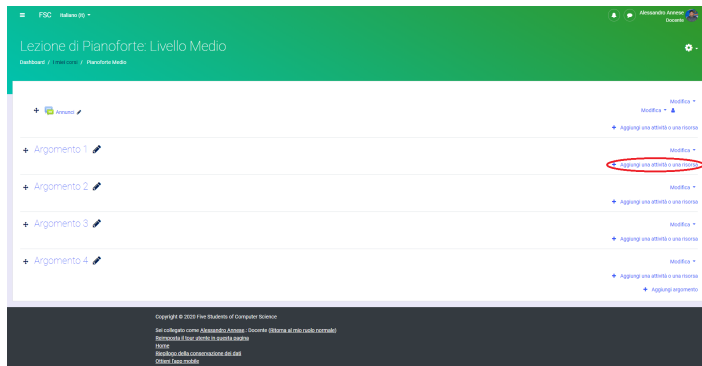 FSC Italiano (it)
Alessandro Annese
Docente
Lezione di Pianoforte: Livello Medio
Dashboard / I miei corsi / Pianoforte Medio
Modifica
Annunci
Modifica
Aggiungi una attività o una risorsa
Argomento 1
Modifica
Aggiungi una attività o una risorsa
Argomento 2
Modifica
Aggiungi una attività o una risorsa
Argomento 3
Modifica
Aggiungi una attività o una risorsa
Argomento 4
Modifica
Aggiungi una attività o una risorsa
Aggiungi argomento
Copyright © 2020 Five Students of Computer Science
Sei collegato come Alessandro Annese : Docente (Ritorna al mio ruolo normale)
Reimposta il tour utente in questa pagina
Home
Riepilogo della conservazione dei dati
Ottieni l'app mobile